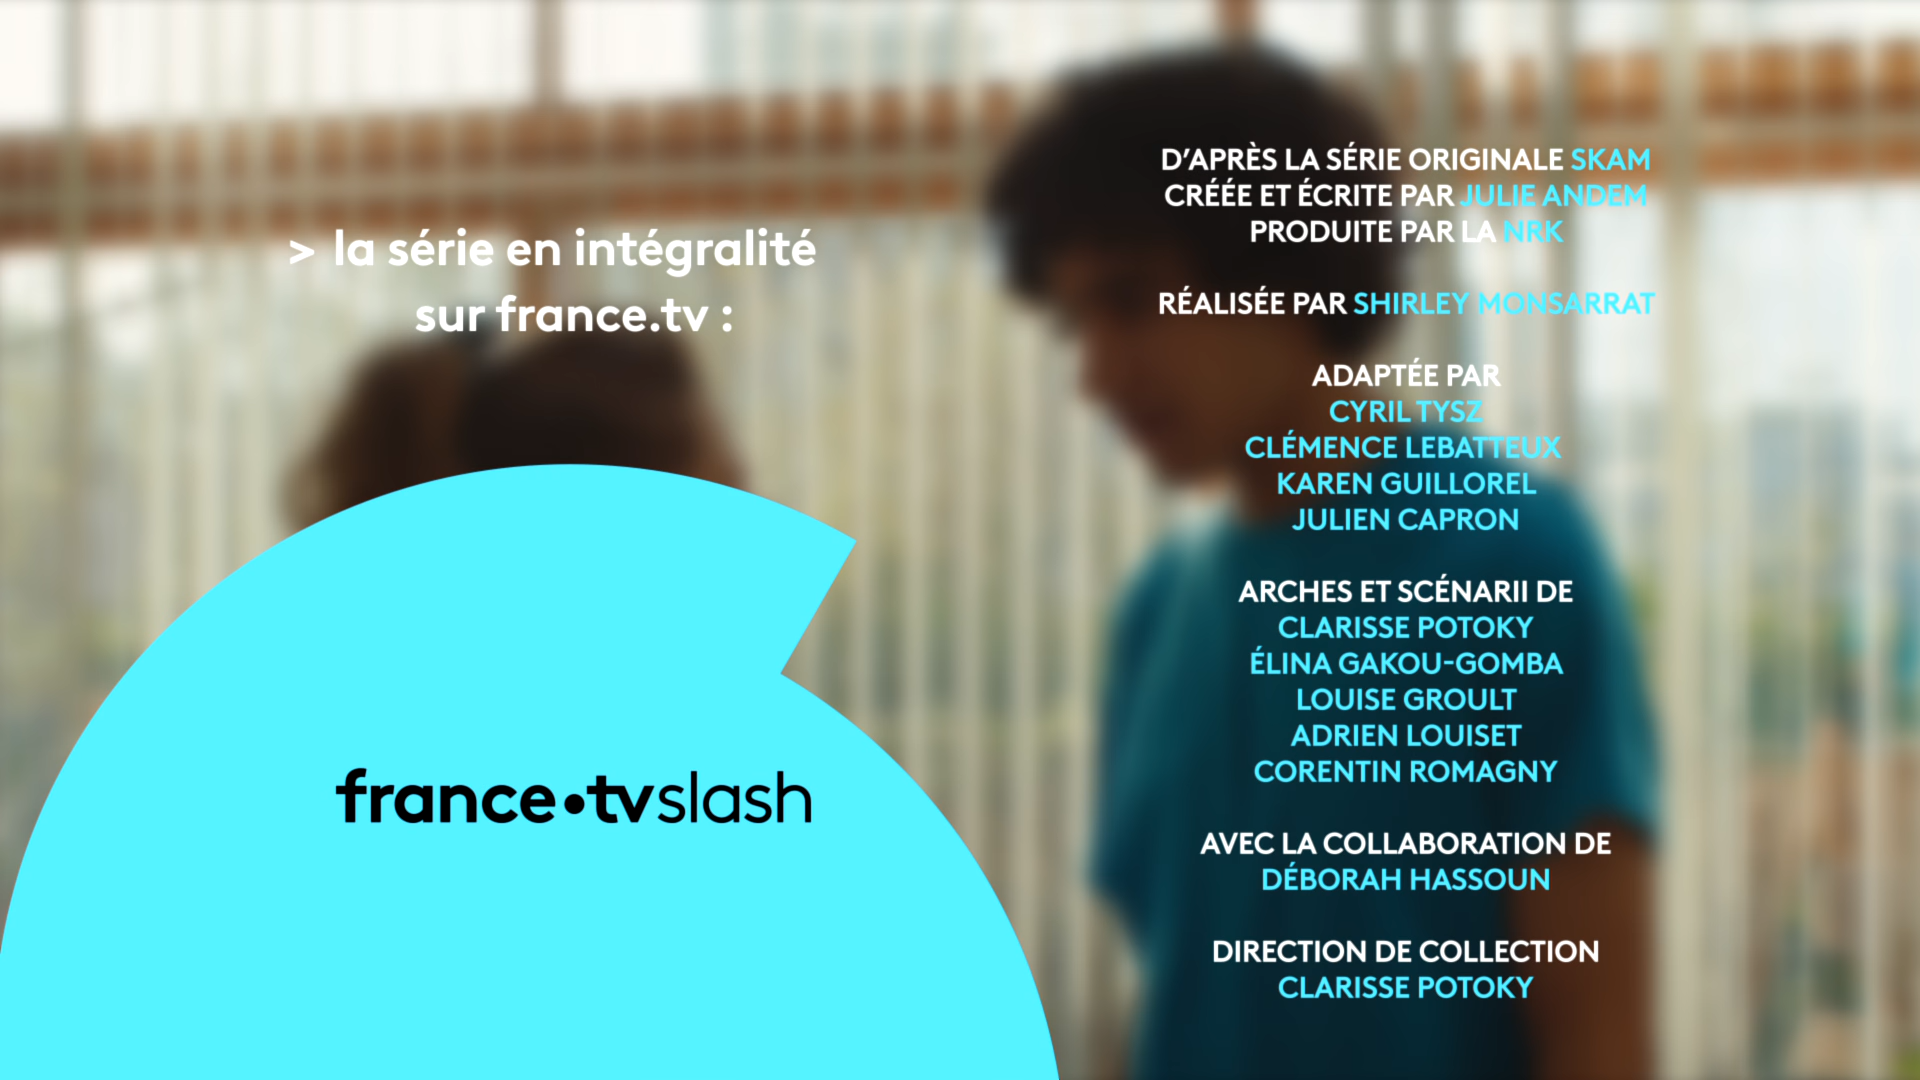 > la série en intégralité
sur france.tv :
france•tvslash
D'APRÈS LA SÉRIE ORIGINALE SKAM
CRÉÉE ET ÉCRITE PAR JULIE ANDEM
PRODUITE PAR LA NRK
RÉALISÉE PAR SHIRLEY MONSARRAT
ADAPTÉE PAR
CYRIL TYSZ
CLÉMENCE LEBATTEUX
KAREN GUILLOREL
JULIEN CAPRON
ARCHES ET SCÉNARII DE
CLARISSE POTOKY
ÉLINA GAKOU-GOMBA
LOUISE GROULT
ADRIEN LOUISET
CORENTIN ROMAGNY
AVEC LA COLLABORATION DE
DÉBORAH HASSOUN
DIRECTION DE COLLECTION
CLARISSE POTOKY